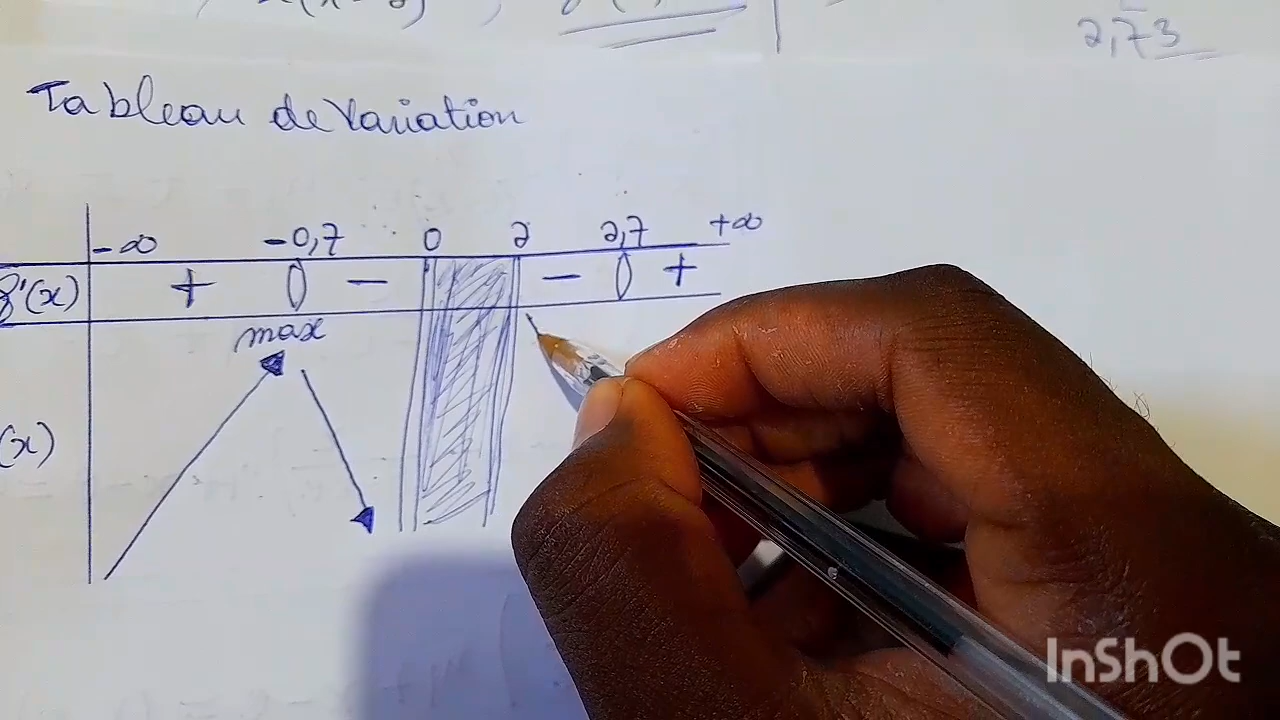 2,73
Tableau de Variation
-∞ -0,7 0 2 2,7 +∞
f'(x) + 0 - - 0 +
max
(x)
InShOt